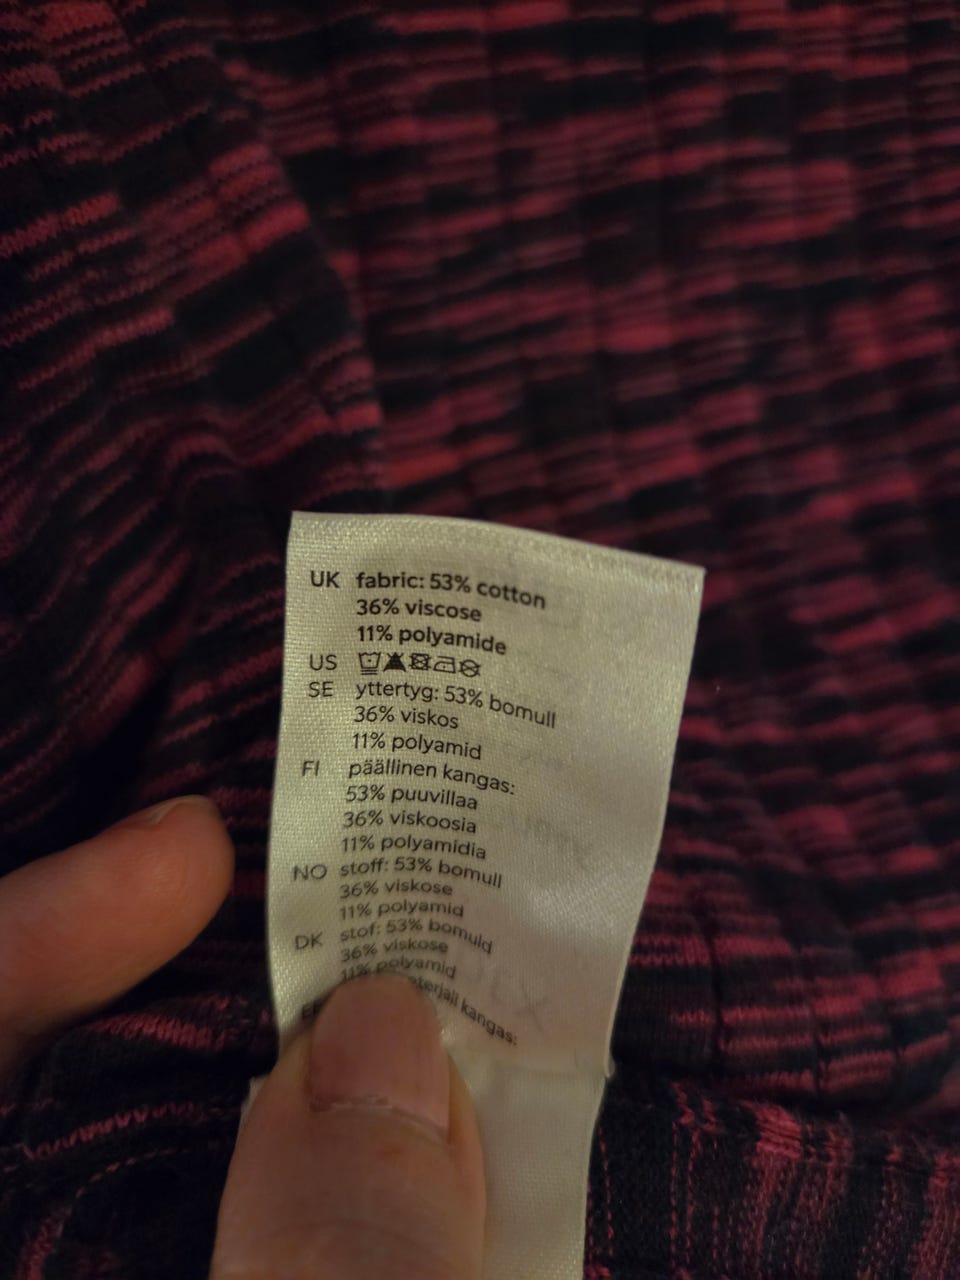 UK fabric: 53% cotton
36% viscose
11% polyamide
US
SE yttertyg: 53% bomull
36% viskos
11% polyamid
FI päällinen kangas:
53% puuvillaa
36% viskoosia
11% polyamidia
NO stoff: 53% bomull
36% viskose
11% polyamid
DK stof: 53% bomuld
36% viskose
11% polyamid
kangas: